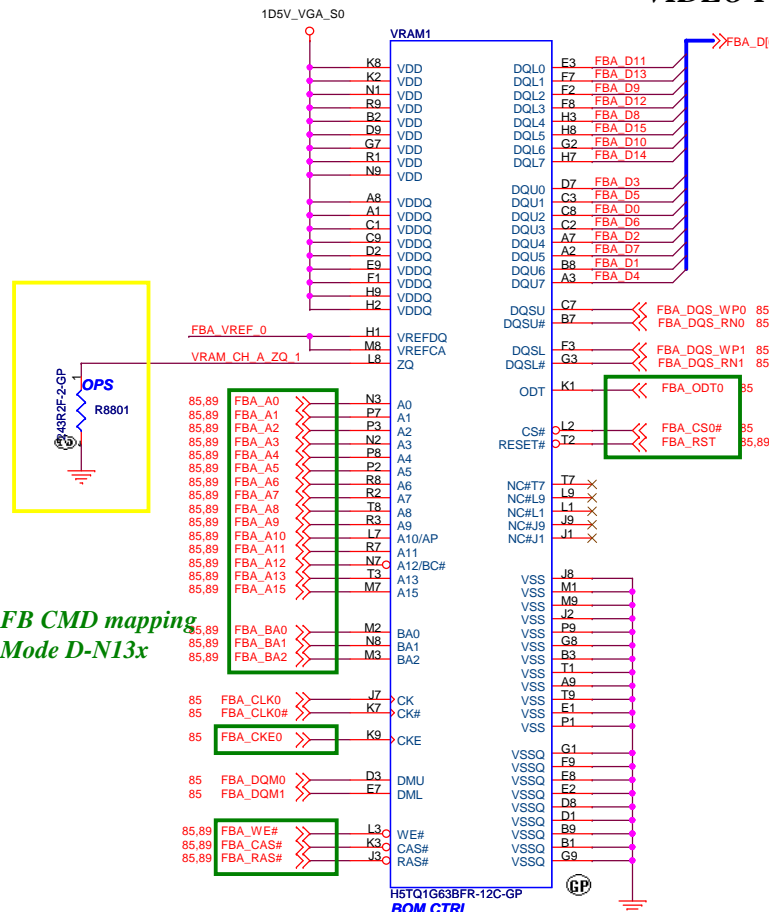 1D5V_VGA_S0
VRAM1
FBA_D[
K8 VDD
K2 VDD
N1 VDD
R9 VDD
B2 VDD
D9 VDD
G7 VDD
R1 VDD
N9 VDD
A8 VDDQ
A1 VDDQ
C1 VDDQ
C9 VDDQ
D2 VDDQ
E9 VDDQ
F1 VDDQ
H9 VDDQ
H2 VDDQ
FBA_VREF_0 H1 VREFDQ
M8 VREFCA
VRAM_CH_A_ZQ_1 L8 ZQ
1
OPS
R8801
243R2F-2-GP
85,89 FBA_A0 N3 A0
85,89 FBA_A1 P7 A1
85,89 FBA_A2 P3 A2
85,89 FBA_A3 N2 A3
85,89 FBA_A4 P8 A4
85,89 FBA_A5 P2 A5
85,89 FBA_A6 R8 A6
85,89 FBA_A7 R2 A7
85,89 FBA_A8 T8 A8
85,89 FBA_A9 R3 A9
85,89 FBA_A10 L7 A10/AP
85,89 FBA_A11 R7 A11
85,89 FBA_A12 N7 A12/BC#
85,89 FBA_A13 T3 A13
85,89 FBA_A15 M7 A15
FB CMD mapping
Mode D-N13x
85,89 FBA_BA0 M2 BA0
85,89 FBA_BA1 N8 BA1
85,89 FBA_BA2 M3 BA2
85 FBA_CLK0 J7 CK
85 FBA_CLK0# K7 CK#
85 FBA_CKE0 K9 CKE
85 FBA_DQM0 D3 DMU
85 FBA_DQM1 E7 DML
85,89 FBA_WE# L3 WE#
85,89 FBA_CAS# K3 CAS#
85,89 FBA_RAS# J3 RAS#
DQL0 E3 FBA_D11
DQL1 F7 FBA_D13
DQL2 F2 FBA_D9
DQL3 F8 FBA_D12
DQL4 H3 FBA_D8
DQL5 H8 FBA_D15
DQL6 G2 FBA_D10
DQL7 H7 FBA_D14
DQU0 D7 FBA_D3
DQU1 C3 FBA_D5
DQU2 C8 FBA_D0
DQU3 C2 FBA_D6
DQU4 A7 FBA_D2
DQU5 A2 FBA_D7
DQU6 B8 FBA_D1
DQU7 A3 FBA_D4
DQSU C7 FBA_DQS_WP0 85
DQSU# B7 FBA_DQS_RN0 85
DQSL F3 FBA_DQS_WP1 85
DQSL# G3 FBA_DQS_RN1 85
ODT K1 FBA_ODT0 85
CS# L2 FBA_CS0# 85
RESET# T2 FBA_RST 85,89
NC#T7 T7
NC#L9 L9
NC#L1 L1
NC#J9 J9
NC#J1 J1
VSS J8
VSS M1
VSS M9
VSS J2
VSS P9
VSS G8
VSS B3
VSS T1
VSS A9
VSS T9
VSS E1
VSS P1
VSSQ G1
VSSQ F9
VSSQ E8
VSSQ E2
VSSQ D8
VSSQ D1
VSSQ B9
VSSQ B1
VSSQ G9
H5TQ1G63BFR-12C-GP
GP
BOM CTRL